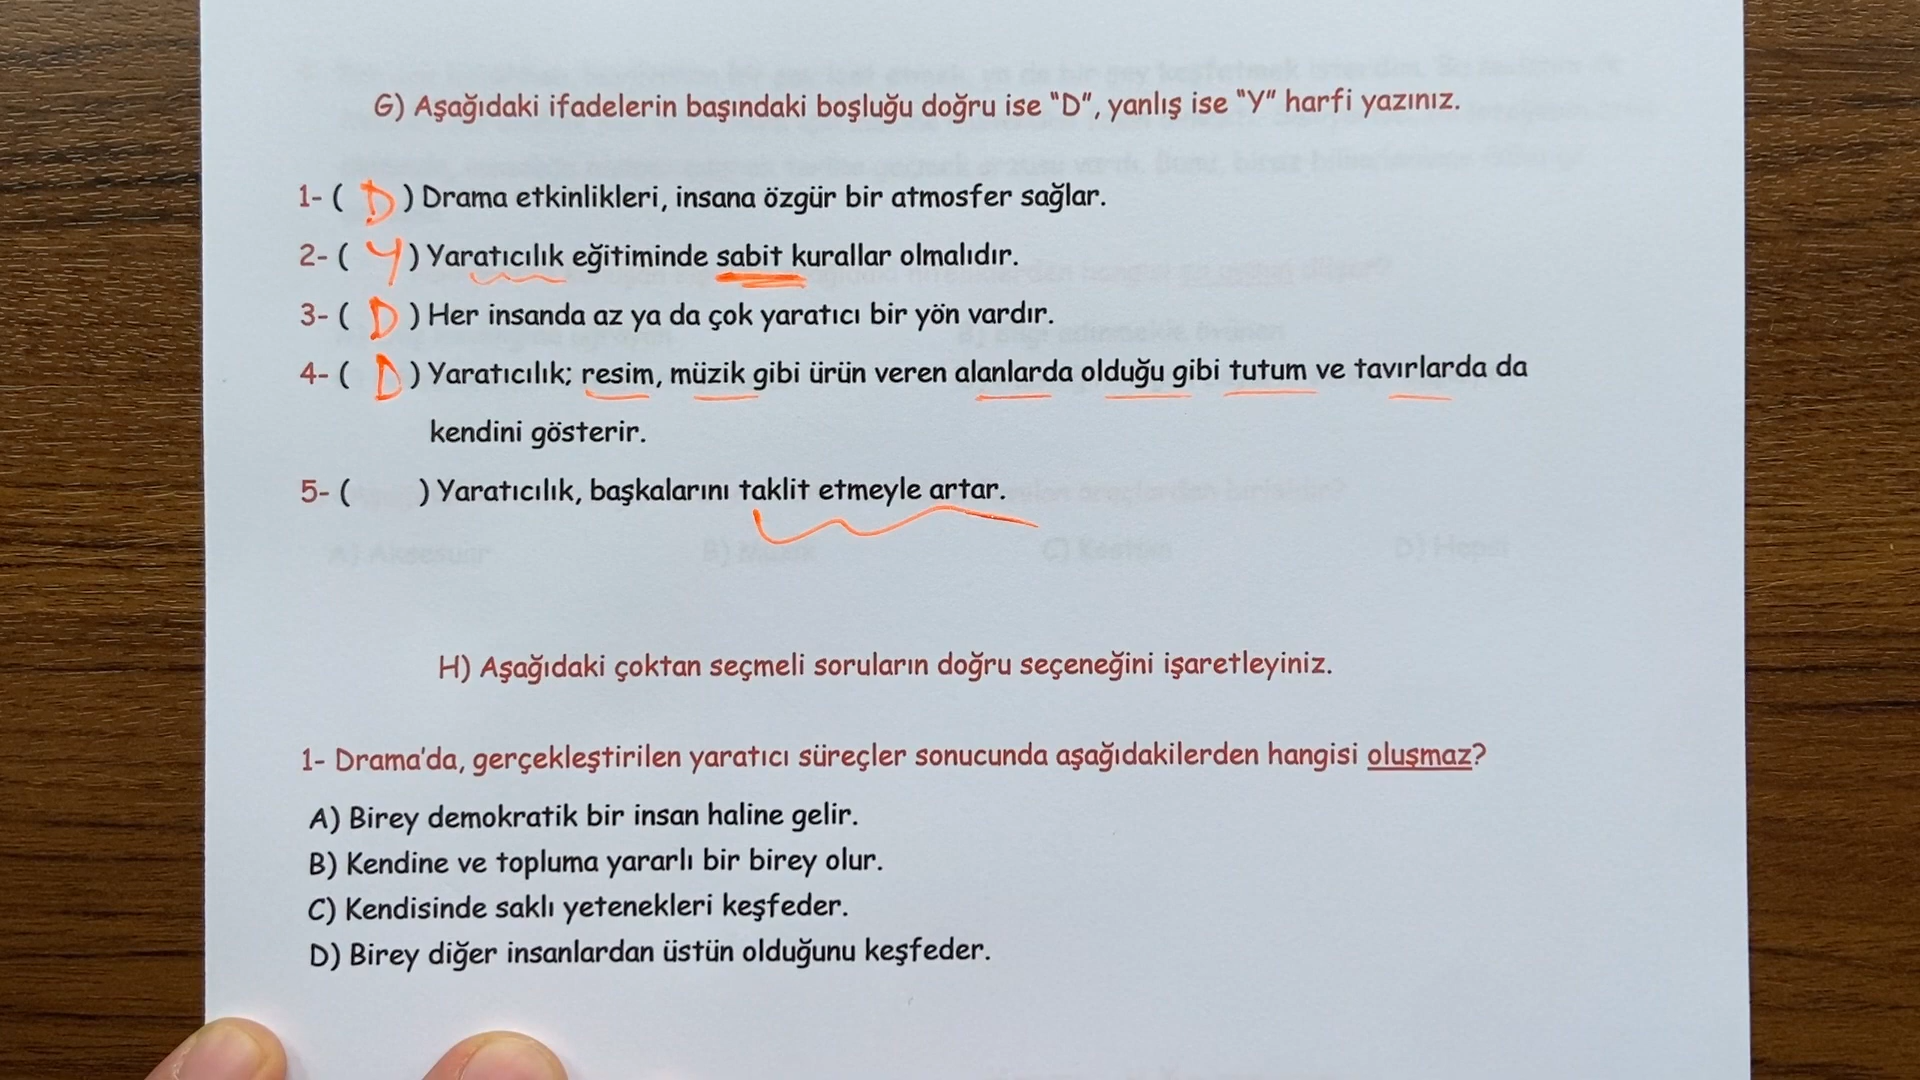 G) Aşağıdaki ifadelerin başındaki boşluğu doğru ise "D", yanlış ise "Y" harfi yazınız.
1- ( D ) Drama etkinlikleri, insana özgür bir atmosfer sağlar.
2- ( Y ) Yaratıcılık eğitiminde sabit kurallar olmalıdır.
3- ( D ) Her insanda az ya da çok yaratıcı bir yön vardır.
4- ( D ) Yaratıcılık; resim, müzik gibi ürün veren alanlarda olduğu gibi tutum ve tavırlarda da
kendini gösterir.
5- ( ) Yaratıcılık, başkalarını taklit etmeyle artar.
H) Aşağıdaki çoktan seçmeli soruların doğru seçeneğini işaretleyiniz.
1- Drama'da, gerçekleştirilen yaratıcı süreçler sonucunda aşağıdakilerden hangisi oluşmaz?
A) Birey demokratik bir insan haline gelir.
B) Kendine ve topluma yararlı bir birey olur.
C) Kendisinde saklı yetenekleri keşfeder.
D) Birey diğer insanlardan üstün olduğunu keşfeder.